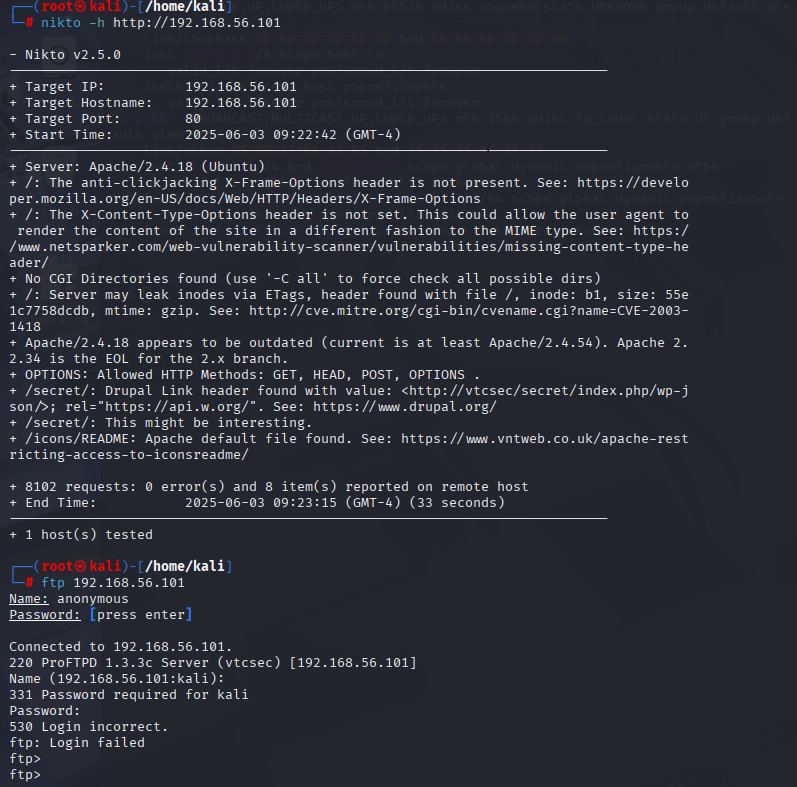 (root㉿kali)-[/home/kali]
# nikto -h http://192.168.56.101
- Nikto v2.5.0
+ Target IP: 192.168.56.101
+ Target Hostname: 192.168.56.101
+ Target Port: 80
+ Start Time: 2025-06-03 09:22:42 (GMT-4)
+ Server: Apache/2.4.18 (Ubuntu)
+ /: The anti-clickjacking X-Frame-Options header is not present. See: https://develo
per.mozilla.org/en-US/docs/Web/HTTP/Headers/X-Frame-Options
+ /: The X-Content-Type-Options header is not set. This could allow the user agent to
render the content of the site in a different fashion to the MIME type. See: https:/
/www.netsparker.com/web-vulnerability-scanner/vulnerabilities/missing-content-type-he
ader/
+ No CGI Directories found (use '-C all' to force check all possible dirs)
+ /: Server may leak inodes via ETags, header found with file /, inode: b1, size: 55e
1c7758dcdb, mtime: gzip. See: http://cve.mitre.org/cgi-bin/cvename.cgi?name=CVE-2003-
1418
+ Apache/2.4.18 appears to be outdated (current is at least Apache/2.4.54). Apache 2.
2.34 is the EOL for the 2.x branch.
+ OPTIONS: Allowed HTTP Methods: GET, HEAD, POST, OPTIONS .
+ /secret/: Drupal Link header found with value: <http://vtcsec/secret/index.php/wp-j
son/>; rel="https://api.w.org/". See: https://www.drupal.org/
+ /secret/: This might be interesting.
+ /icons/README: Apache default file found. See: https://www.vntweb.co.uk/apache-rest
ricting-access-to-iconsreadme/
+ 8102 requests: 0 error(s) and 8 item(s) reported on remote host
+ End Time: 2025-06-03 09:23:15 (GMT-4) (33 seconds)
+ 1 host(s) tested
(root㉿kali)-[/home/kali]
# ftp 192.168.56.101
Name: anonymous
Password: [press enter]
Connected to 192.168.56.101.
220 ProFTPD 1.3.3c Server (vtcsec) [192.168.56.101]
Name (192.168.56.101:kali):
331 Password required for kali
Password:
530 Login incorrect.
ftp: Login failed
ftp>
ftp>